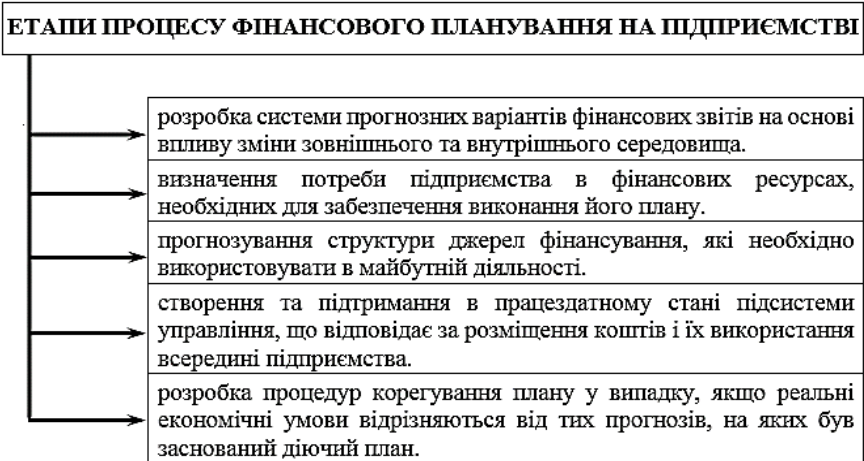 ЕТАПИ ПРОЦЕСУ ФІНАНСОВОГО ПЛАНУВАННЯ НА ПІДПРИЄМСТВІ
розробка системи прогнозних варіантів фінансових звітів на основі
впливу зміни зовнішнього та внутрішнього середовища.
визначення потреби підприємства в фінансових ресурсах,
необхідних для забезпечення виконання його плану.
прогнозування структури джерел фінансування, які необхідно
використовувати в майбутній діяльності.
створення та підтримання в працездатному стані підсистеми
управління, що відповідає за розміщення коштів і їх використання
всередині підприємства.
розробка процедур корегування плану у випадку, якщо реальні
економічні умови відрізняються від тих прогнозів, на яких був
заснований діючий план.